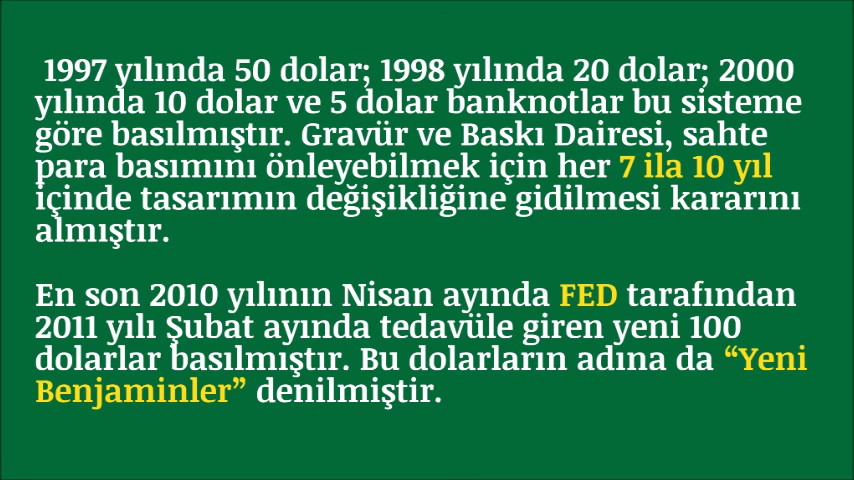 1997 yılında 50 dolar; 1998 yılında 20 dolar; 2000
yılında 10 dolar ve 5 dolar banknotlar bu sisteme
göre basılmıştır. Gravür ve Baskı Dairesi, sahte
para basımını önleyebilmek için her 7 ila 10 yıl
içinde tasarımın değişikliğine gidilmesi kararını
almıştır.
En son 2010 yılının Nisan ayında FED tarafından
2011 yılı Şubat ayında tedavüle giren yeni 100
dolarlar basılmıştır. Bu dolarların adına da “Yeni
Benjaminler” denilmiştir.